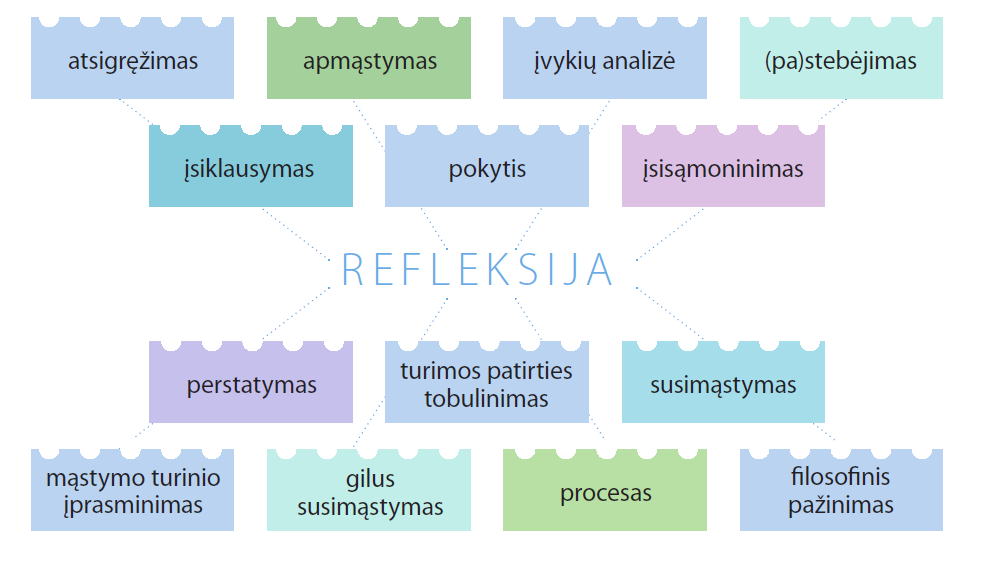 atsigręžimas
apmąstymas
įvykių analizė
(pa)stebėjimas
įsiklausymas
pokytis
įsisąmoninimas
REFLEKSIJA
perstatymas
turimos patirties
tobulinimas
susimąstymas
mąstymo turinio
įprasminimas
gilus
susimąstymas
procesas
filosofinis
pažinimas